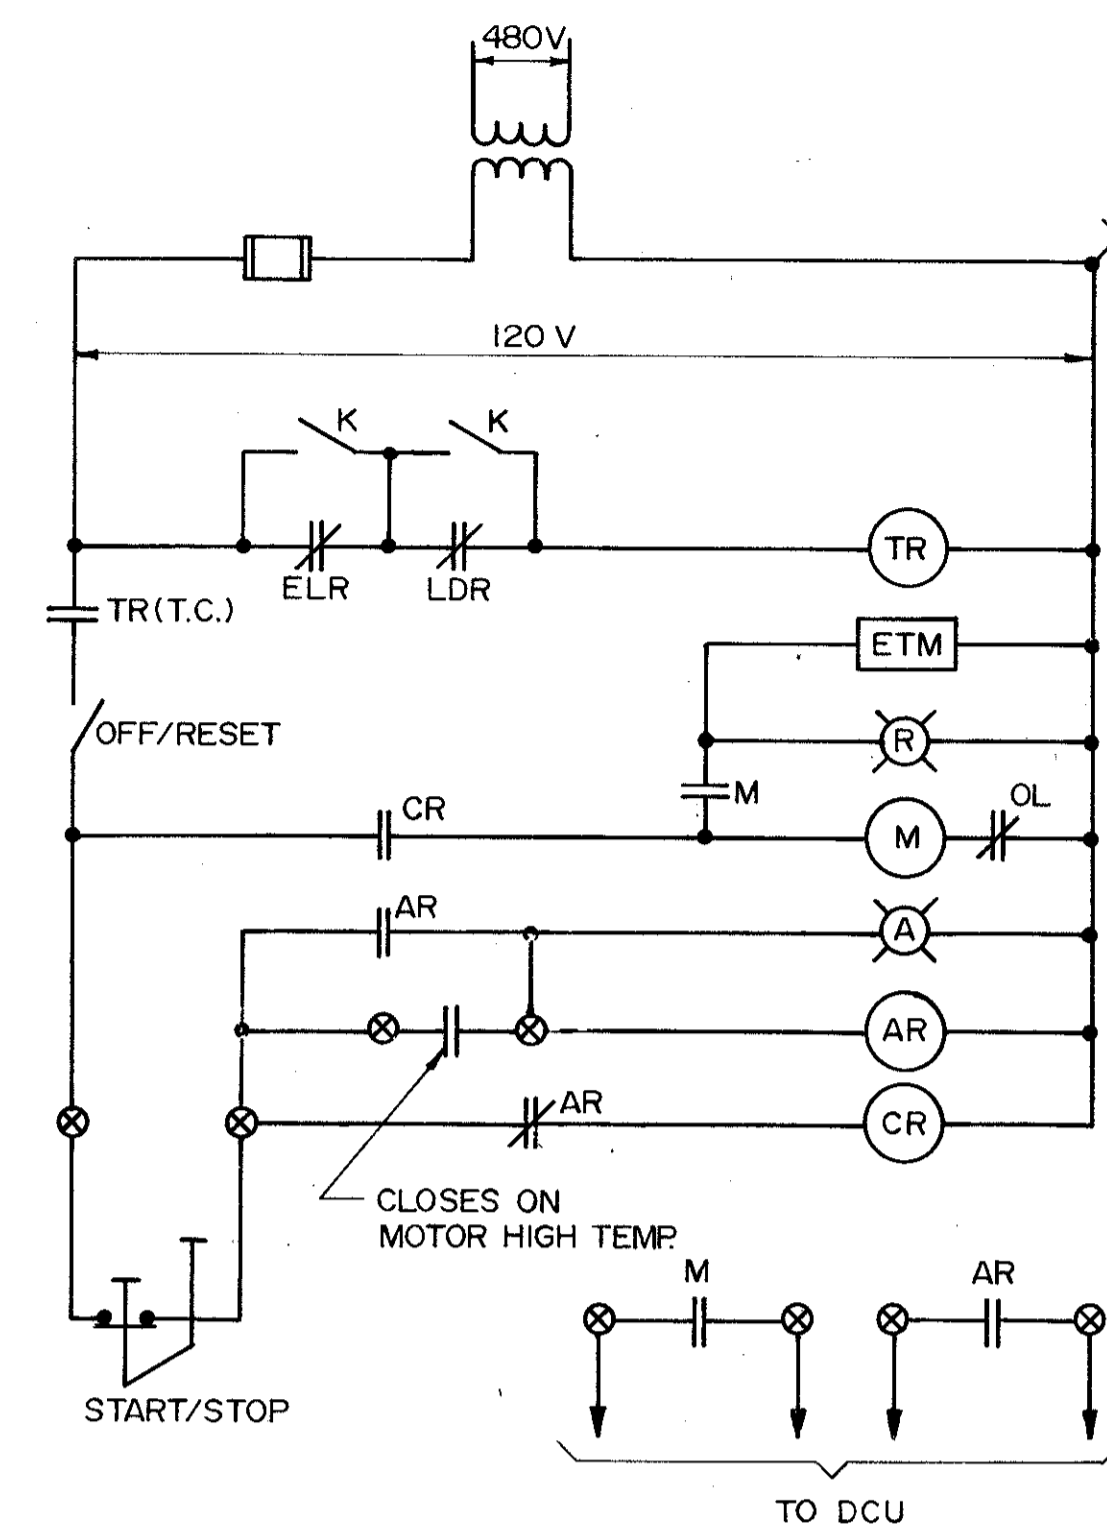 480V
120 V
K K
ELR LDR TR
TR(T.C.)
ETM
OFF/RESET R
M
CR OL
M
AR A
AR
AR CR
CLOSES ON
MOTOR HIGH TEMP.
M AR
START/STOP
TO DCU